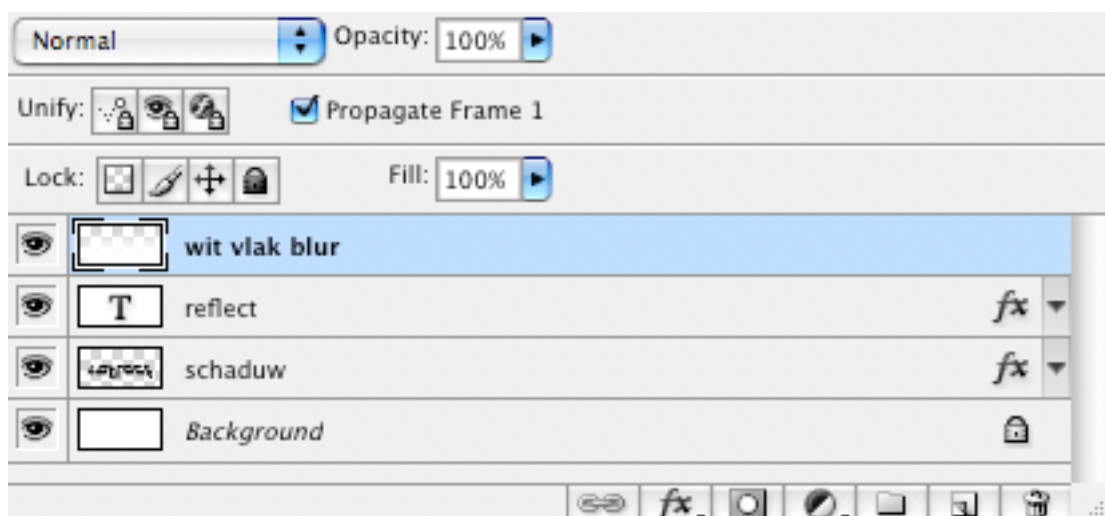 Normal Opacity: 100%
Unify: Propagate Frame 1
Lock: Fill: 100%
wit vlak blur
T reflect fx
schaduw fx
Background
fx